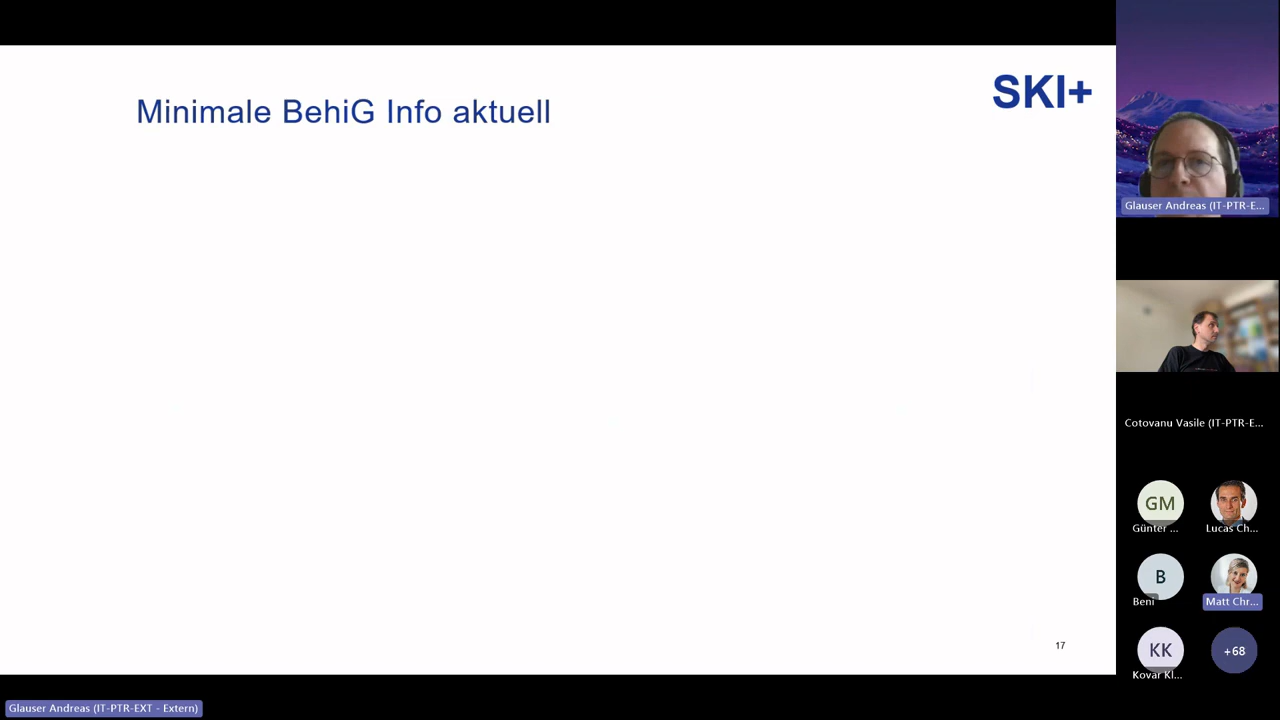 SKI+
Minimale BehiG Info aktuell
17
Glauser Andreas (IT-PTR-EXT - Extern)
Glauser Andreas (IT-PTR-E...
Cotovanu Vasile (IT-PTR-E...
GM
Günter ...
Lucas Ch...
B
Beni
Matt Chr...
KK
Kovar Kl...
+68